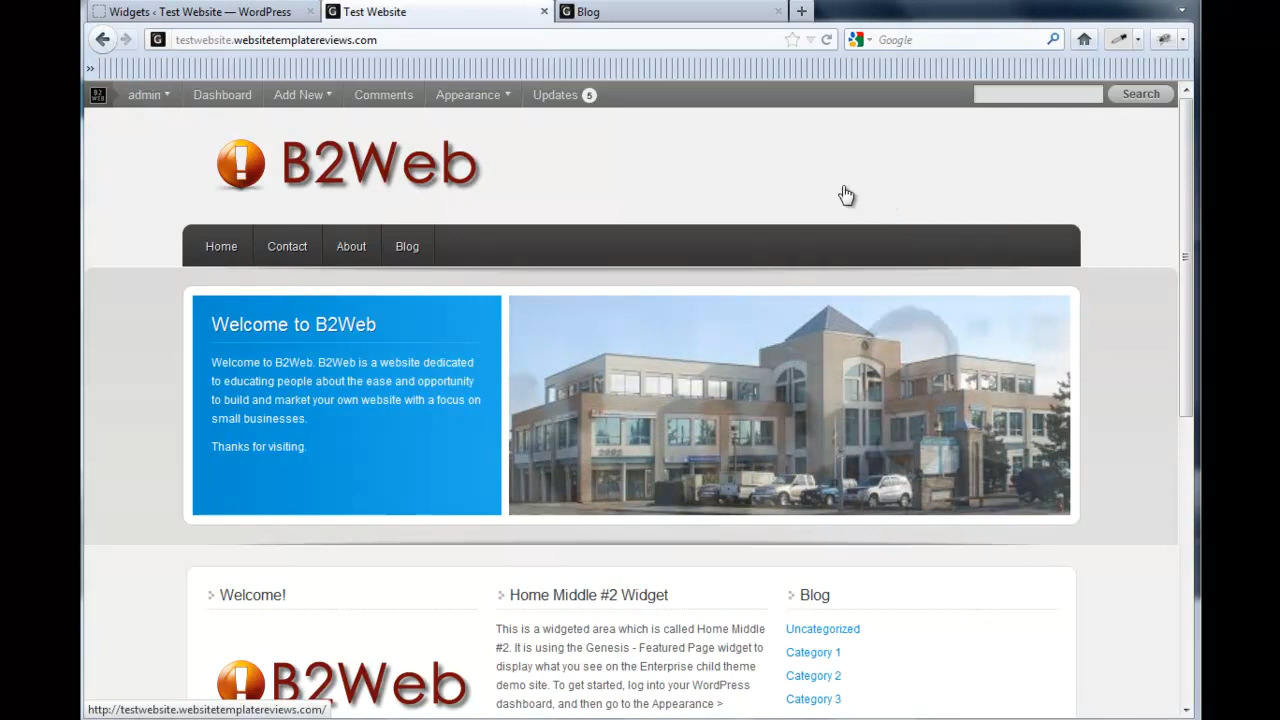 Widgets ‹ Test Website — WordPress
Test Website
Blog
testwebsite.websitetemplatereviews.com
Google
»
B2 WEB
admin
Dashboard
Add New
Comments
Appearance
Updates 5
Search
! B2Web
Home
Contact
About
Blog
Welcome to B2Web
Welcome to B2Web. B2Web is a website dedicated
to educating people about the ease and opportunity
to build and market your own website with a focus on
small businesses.
Thanks for visiting.
Welcome!
! B2Web
Home Middle #2 Widget
This is a widgeted area which is called Home Middle
#2. It is using the Genesis - Featured Page widget to
display what you see on the Enterprise child theme
demo site. To get started, log into your WordPress
dashboard, and then go to the Appearance >
Blog
Uncategorized
Category 1
Category 2
Category 3
http://testwebsite.websitetemplatereviews.com/